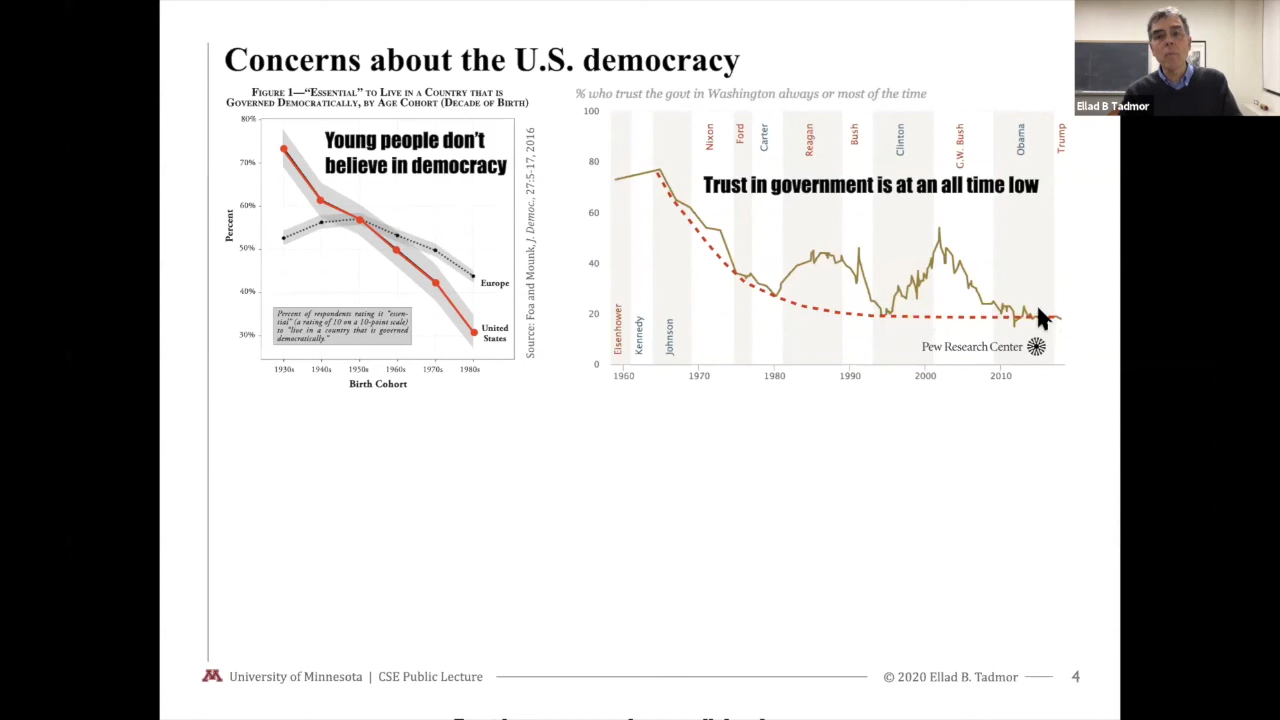 Concerns about the U.S. democracy
Ellad B Tadmor
FIGURE 1—“ESSENTIAL” TO LIVE IN A COUNTRY THAT IS
GOVERNED DEMOCRATICALLY, BY AGE COHORT (DECADE OF BIRTH)
80%
70%
60%
50%
40%
30%
Percent
Young people don’t
believe in democracy
Europe
United
States
Percent of respondents rating it “essen-
tial” (a rating of 10 on a 10-point scale)
to “live in a country that is governed
democratically.”
1930s 1940s 1950s 1960s 1970s 1980s
Birth Cohort
Source: Foa and Mounk, J. Democ., 27:5-17, 2016
% who trust the govt in Washington always or most of the time
100
80
60
40
20
0
Eisenhower
Kennedy
Johnson
Nixon
Ford
Carter
Reagan
Bush
Clinton
G.W. Bush
Obama
Trump
Trust in government is at an all time low
Pew Research Center
1960 1970 1980 1990 2000 2010
University of Minnesota | CSE Public Lecture
© 2020 Ellad B. Tadmor
4